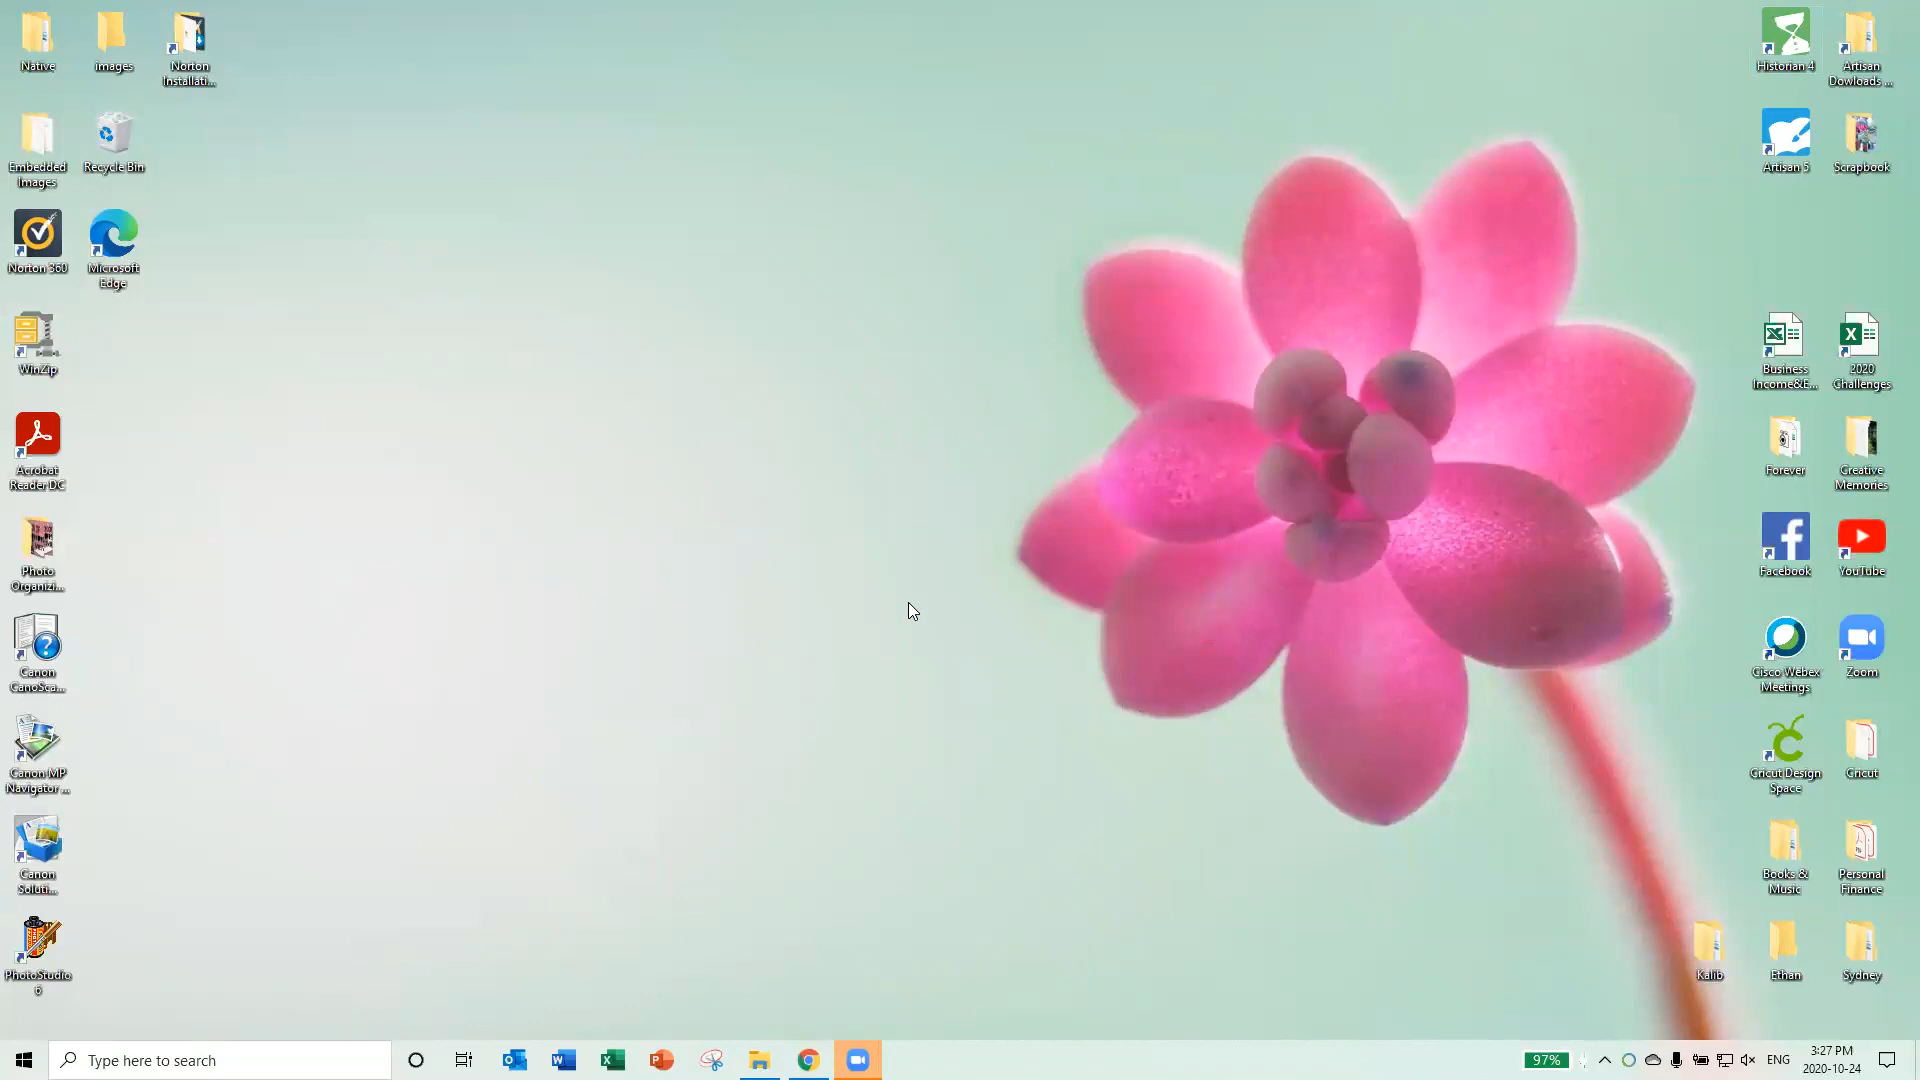 Native
images
Norton
Installati...
Embedded
Images
Recycle Bin
Norton 360
Microsoft
Edge
WinZip
Acrobat
Reader DC
Photo
Organizi...
Canon
CanoSca...
Canon MP
Navigator ...
Canon
Soluti...
PhotoStudio
6
Historian 4
Artisan
Dowloads ...
Artisan 5
Scrapbook
Business
Income&E...
2020
Challenges
Forever
Creative
Memories
Facebook
YouTube
Cisco Webex
Meetings
Zoom
Cricut Design
Space
Cricut
Books &
Music
Personal
Finance
Kalib
Ethan
Sydney
Type here to search
97%
ENG
3:27 PM
2020-10-24